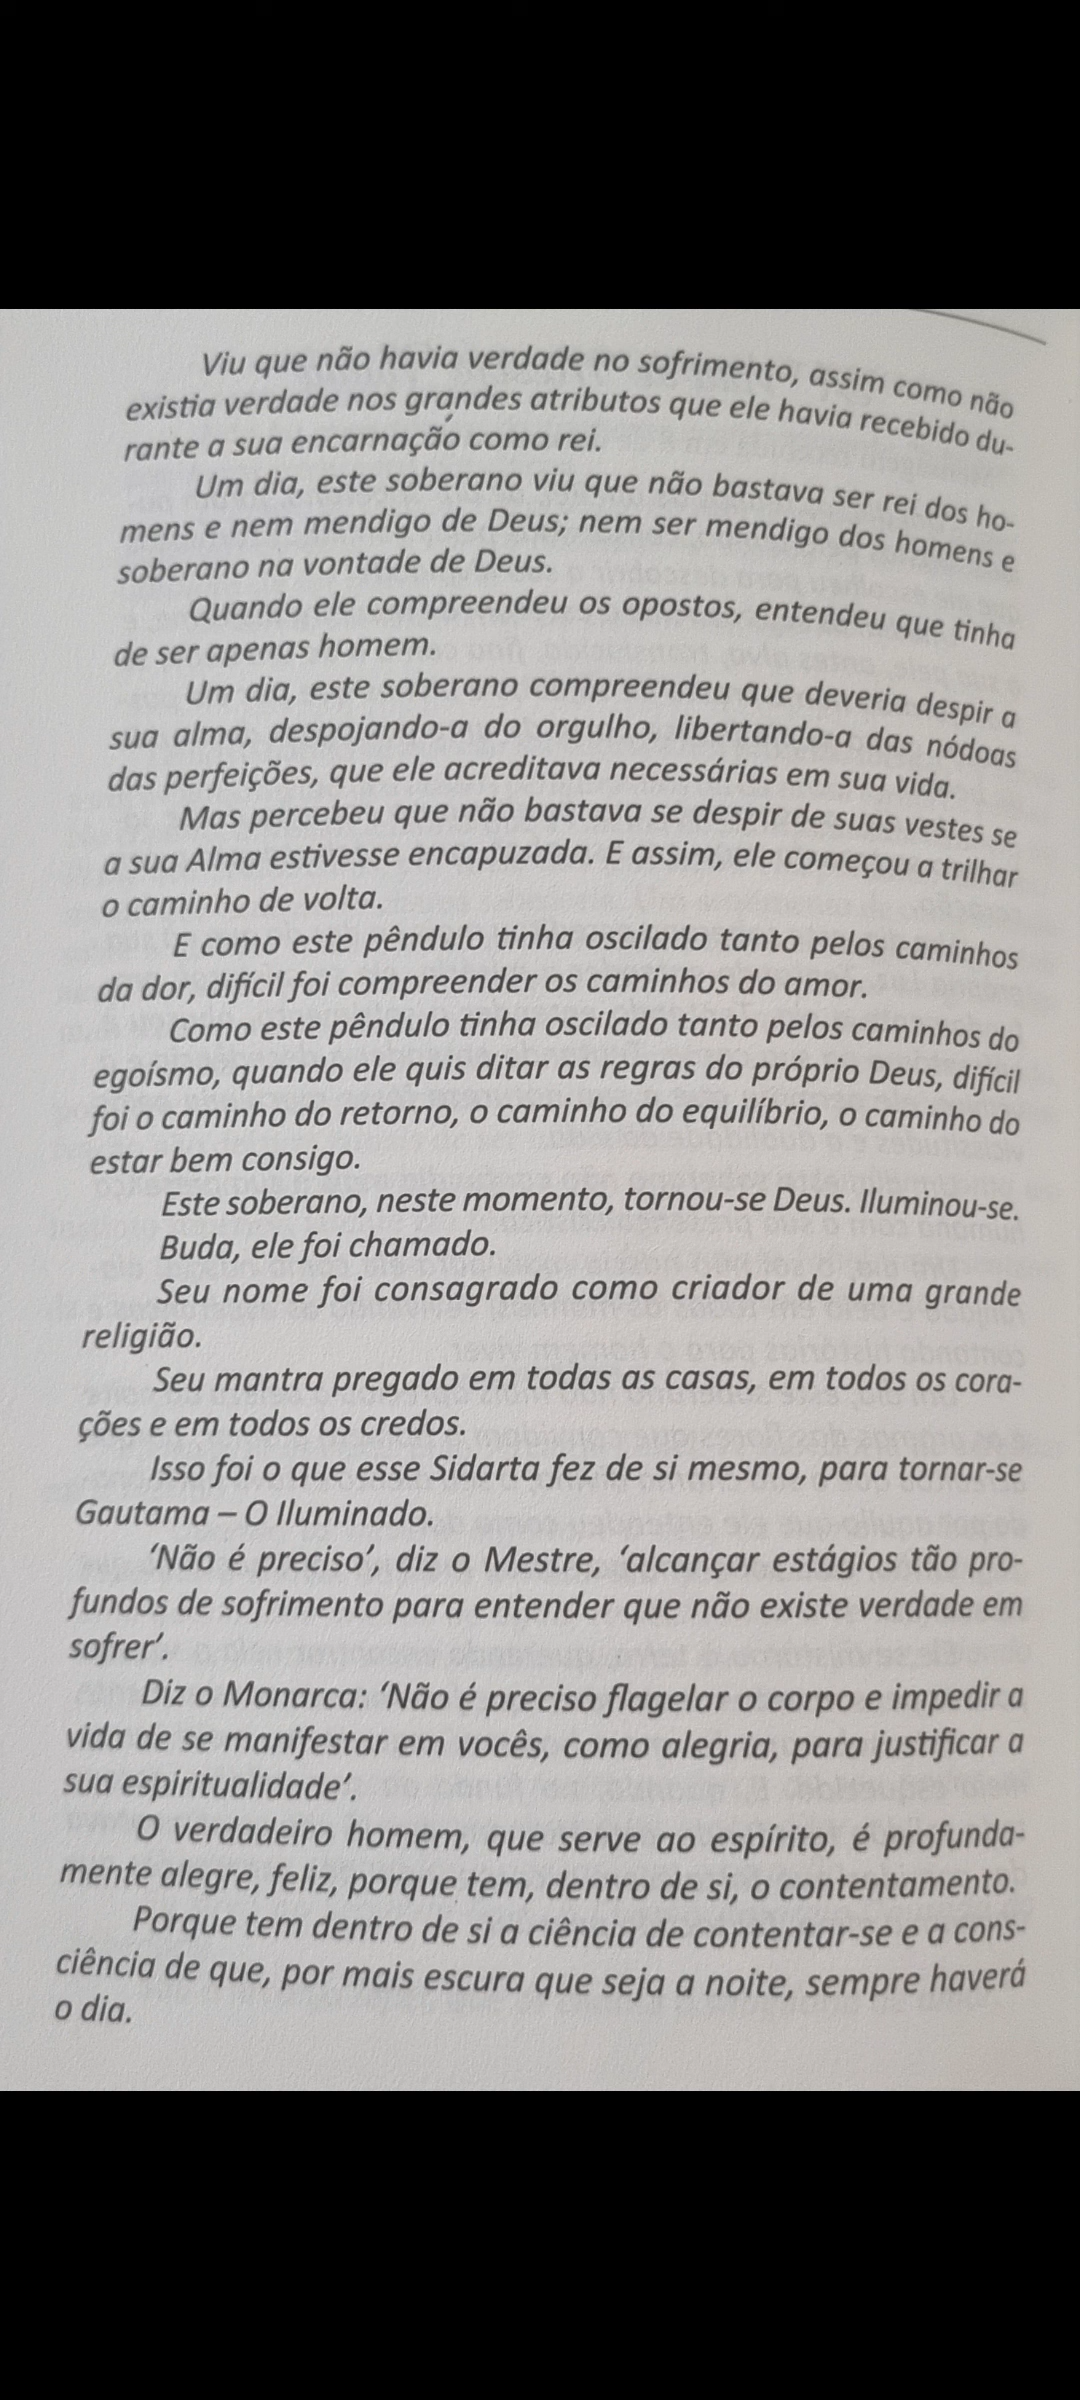 Viu que não havia verdade no sofrimento, assim como não
existia verdade nos grandes atributos que ele havia recebido du-
rante a sua encarnação como rei.
Um dia, este soberano viu que não bastava ser rei dos ho-
mens e nem mendigo de Deus; nem ser mendigo dos homens e
soberano na vontade de Deus.
Quando ele compreendeu os opostos, entendeu que tinha
de ser apenas homem.
Um dia, este soberano compreendeu que deveria despir a
sua alma, despojando-a do orgulho, libertando-a das nódoas
das perfeições, que ele acreditava necessárias em sua vida.
Mas percebeu que não bastava se despir de suas vestes se
a sua Alma estivesse encapuzada. E assim, ele começou a trilhar
o caminho de volta.
E como este pêndulo tinha oscilado tanto pelos caminhos
da dor, difícil foi compreender os caminhos do amor.
Como este pêndulo tinha oscilado tanto pelos caminhos do
egoísmo, quando ele quis ditar as regras do próprio Deus, difícil
foi o caminho do retorno, o caminho do equilíbrio, o caminho do
estar bem consigo.
Este soberano, neste momento, tornou-se Deus. Iluminou-se.
Buda, ele foi chamado.
Seu nome foi consagrado como criador de uma grande
religião.
Seu mantra pregado em todas as casas, em todos os cora-
ções e em todos os credos.
Isso foi o que esse Sidarta fez de si mesmo, para tornar-se
Gautama – O Iluminado.
‘Não é preciso’, diz o Mestre, ‘alcançar estágios tão pro-
fundos de sofrimento para entender que não existe verdade em
sofrer’.
Diz o Monarca: ‘Não é preciso flagelar o corpo e impedir a
vida de se manifestar em vocês, como alegria, para justificar a
sua espiritualidade’.
O verdadeiro homem, que serve ao espírito, é profunda-
mente alegre, feliz, porque tem, dentro de si, o contentamento.
Porque tem dentro de si a ciência de contentar-se e a cons-
ciência de que, por mais escura que seja a noite, sempre haverá
o dia.